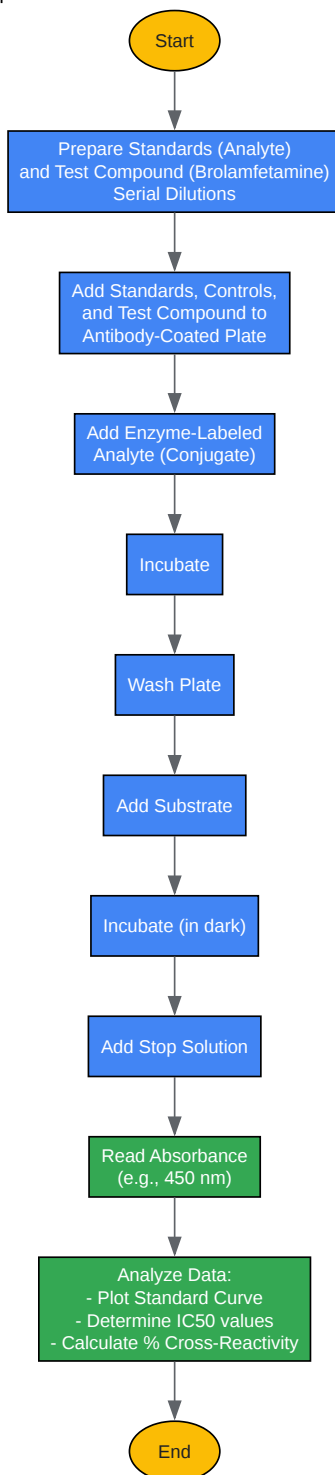 Start
Prepare Standards (Analyte)
and Test Compound (Brolamfetamine)
Serial Dilutions
Add Standards, Controls,
and Test Compound to
Antibody-Coated Plate
Add Enzyme-Labeled
Analyte (Conjugate)
Incubate
Wash Plate
Add Substrate
Incubate (in dark)
Add Stop Solution
Read Absorbance
(e.g., 450 nm)
Analyze Data:
- Plot Standard Curve
- Determine IC50 values
- Calculate % Cross-Reactivity
End